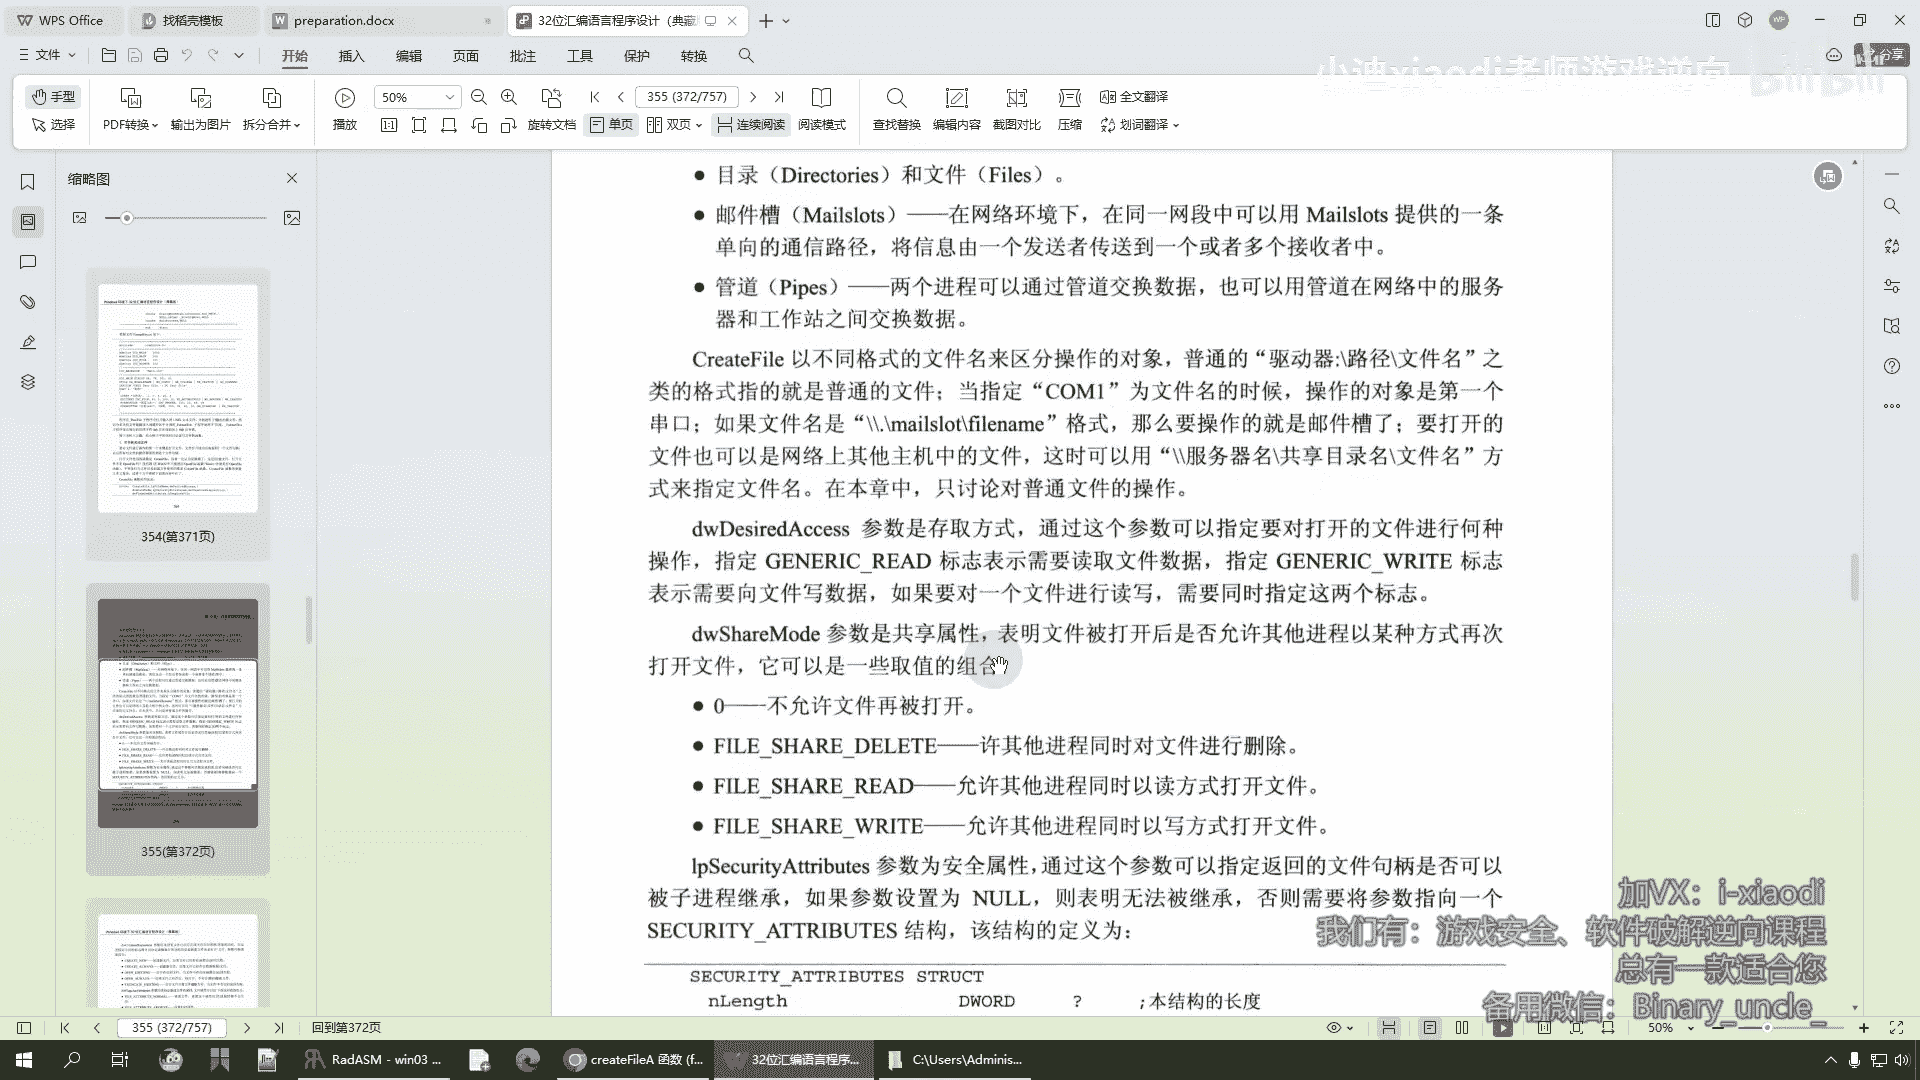 WPS Office
找稻壳模板
preparation.docx
32位汇编语言程序设计（典藏
文件
开始
插入
编辑
页面
批注
工具
保护
转换
分享
小迪xiaodi老师游戏逆向
手型
选择
PDF转换
输出为图片
拆分合并
播放
50%
旋转文档
355 (372/757)
单页
双页
连续阅读
阅读模式
查找替换
编辑内容
截图对比
压缩
全文翻译
划词翻译
缩略图
354(第371页)
355(第372页)
● 目录（Directories）和文件（Files）。
● 邮件槽（Mailslots）——在网络环境下，在同一网段中可以用 Mailslots 提供的一条
单向的通信路径，将信息由一个发送者传送到一个或者多个接收者中。
● 管道（Pipes）——两个进程可以通过管道交换数据，也可以用管道在网络中的服务
器和工作站之间交换数据。
CreateFile 以不同格式的文件名来区分操作的对象，普通的“驱动器:\路径\文件名”之
类的格式指的就是普通的文件；当指定“COM1”为文件名的时候，操作的对象是第一个
串口；如果文件名是“\\.\mailslot\filename”格式，那么要操作的就是邮件槽了；要打开的
文件也可以是网络上其他主机中的文件，这时可以用“\\服务器名\共享目录名\文件名”方
式来指定文件名。在本章中，只讨论对普通文件的操作。
dwDesiredAccess 参数是存取方式，通过这个参数可以指定要对打开的文件进行何种
操作，指定 GENERIC_READ 标志表示需要读取文件数据，指定 GENERIC_WRITE 标志
表示需要向文件写数据，如果要对一个文件进行读写，需要同时指定这两个标志。
dwShareMode 参数是共享属性，表明文件被打开后是否允许其他进程以某种方式再次
打开文件，它可以是一些取值的组合
● 0——不允许文件再被打开。
● FILE_SHARE_DELETE——许其他进程同时对文件进行删除。
● FILE_SHARE_READ——允许其他进程同时以读方式打开文件。
● FILE_SHARE_WRITE——允许其他进程同时以写方式打开文件。
lpSecurityAttributes 参数为安全属性，通过这个参数可以指定返回的文件句柄是否可以
被子进程继承，如果参数设置为 NULL，则表明无法被继承，否则需要将参数指向一个
SECURITY_ATTRIBUTES 结构，该结构的定义为：
SECURITY_ATTRIBUTES STRUCT
nLength DWORD ? ;本结构的长度
加VX：i-xiaodi
我们有：游戏安全、软件破解逆向课程
总有一款适合您
备用微信：Binary_uncle_
355 (372/757)
回到第372页
50%
RadASM - win03 ...
createFileA 函数 (f...
32位汇编语言程序...
C:\Users\Adminis...